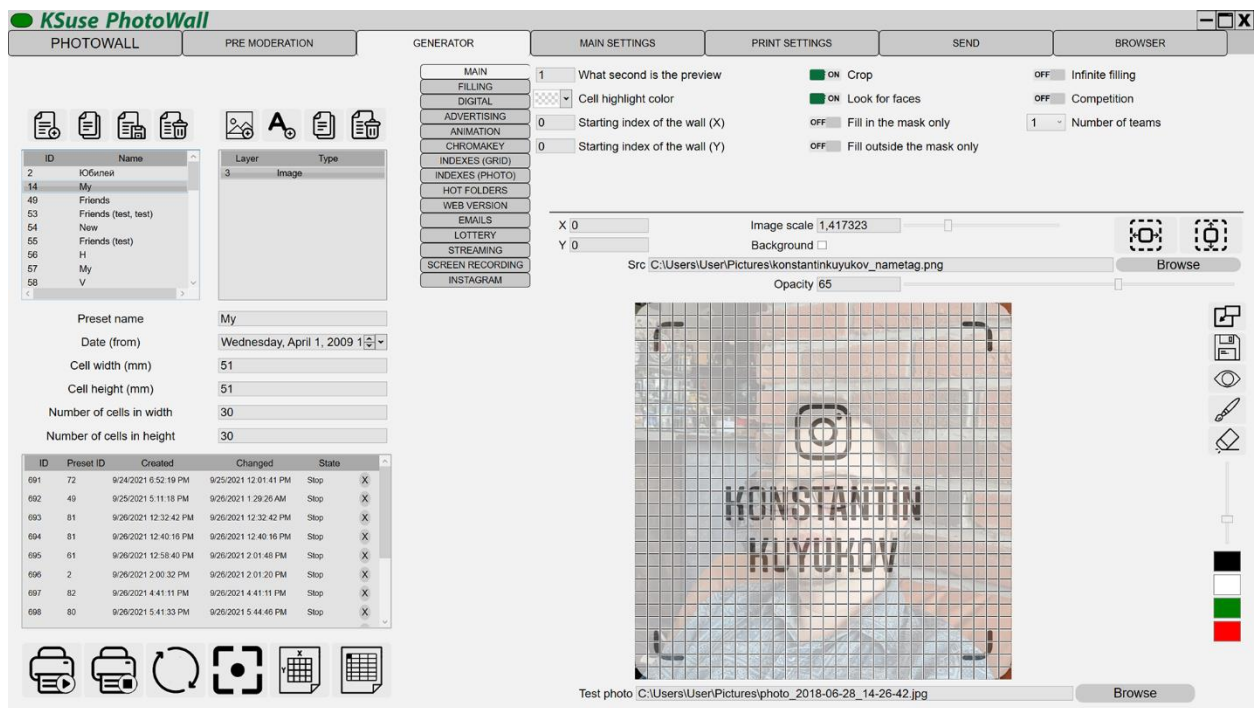 KSuse PhotoWall
PHOTOWALL PRE MODERATION GENERATOR MAIN SETTINGS PRINT SETTINGS SEND BROWSER
ID Name
2 Юбилей
14 My
49 Friends
53 Friends (test, test)
54 New
55 Friends (test)
56 H
57 My
58 V
Layer Type
3 Image
Preset name My
Date (from) Wednesday, April 1, 2009 1
Cell width (mm) 51
Cell height (mm) 51
Number of cells in width 30
Number of cells in height 30
ID Preset ID Created Changed State
691 72 9/24/2021 6:52:19 PM 9/25/2021 12:01:41 PM Stop X
692 49 9/25/2021 5:11:18 PM 9/26/2021 1:29:26 AM Stop X
693 81 9/26/2021 12:32:42 PM 9/26/2021 12:32:42 PM Stop X
694 81 9/26/2021 12:40:16 PM 9/26/2021 12:40:16 PM Stop X
695 61 9/26/2021 12:58:40 PM 9/26/2021 2:01:48 PM Stop X
696 2 9/26/2021 2:00:32 PM 9/26/2021 2:01:20 PM Stop X
697 82 9/26/2021 4:41:11 PM 9/26/2021 4:41:11 PM Stop X
698 80 9/26/2021 5:41:33 PM 9/26/2021 5:44:46 PM Stop X
X
Y
MAIN
FILLING
DIGITAL
ADVERTISING
ANIMATION
CHROMAKEY
INDEXES (GRID)
INDEXES (PHOTO)
HOT FOLDERS
WEB VERSION
EMAILS
LOTTERY
STREAMING
SCREEN RECORDING
INSTAGRAM
1 What second is the preview ON Crop OFF Infinite filling
Cell highlight color ON Look for faces OFF Competition
0 Starting index of the wall (X) OFF Fill in the mask only 1 Number of teams
0 Starting index of the wall (Y) OFF Fill outside the mask only
X 0 Image scale 1,417323
Y 0 Background
Src C:\Users\User\Pictures\konstantinkuyukov_nametag.png Browse
Opacity 65
KONSTANTIN
KUYUKOV
Test photo C:\Users\User\Pictures\photo_2018-06-28_14-26-42.jpg Browse